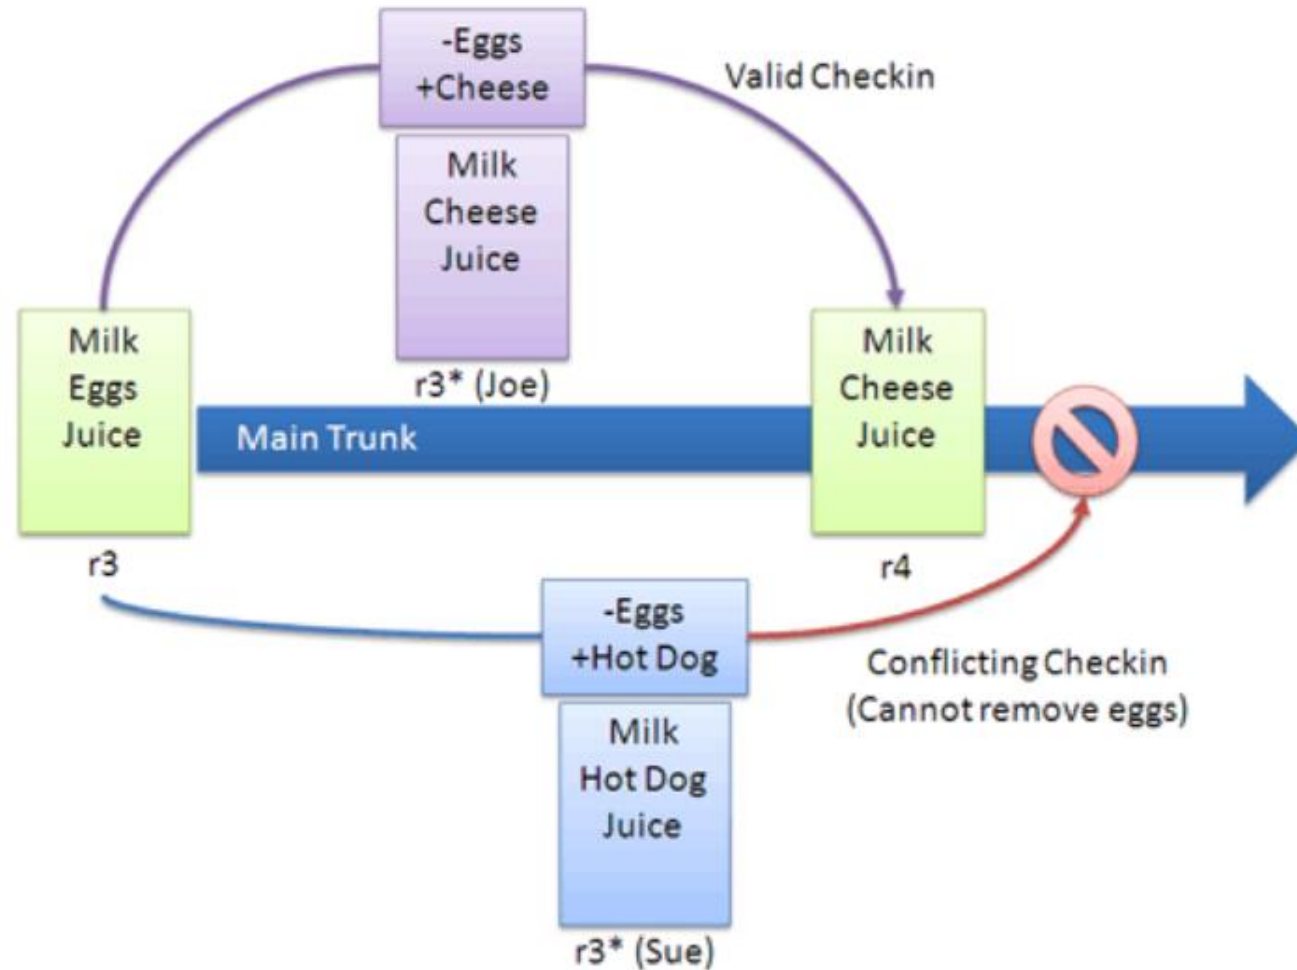 -Eggs
+Cheese
Valid Checkin
Milk
Cheese
Juice
r3* (Joe)
Milk
Eggs
Juice
r3
Main Trunk
Milk
Cheese
Juice
r4
-Eggs
+Hot Dog
Conflicting Checkin
(Cannot remove eggs)
Milk
Hot Dog
Juice
r3* (Sue)